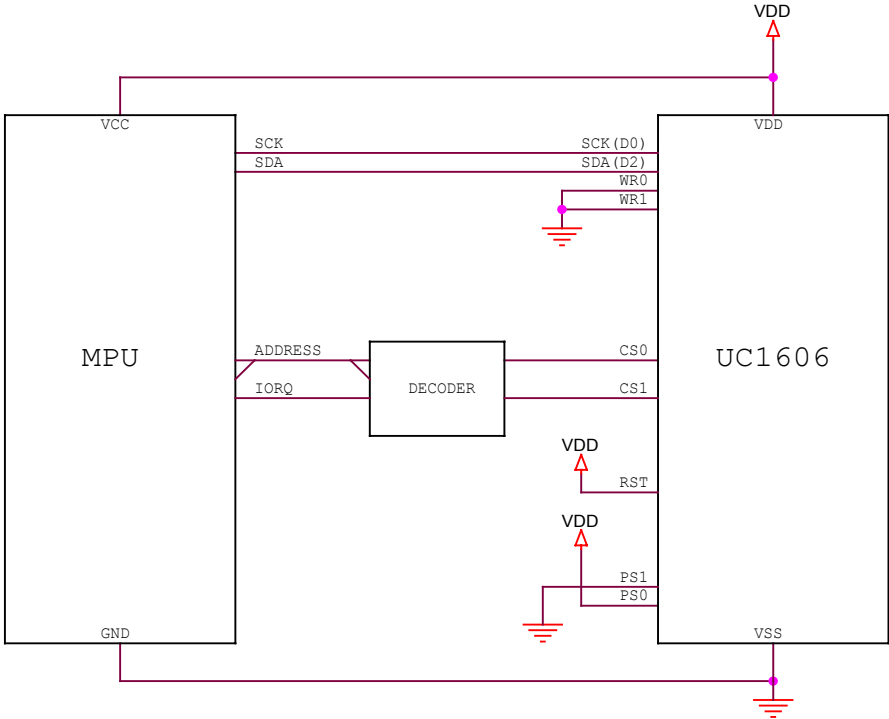 VDD
VCC
VDD
SCK
SCK(D0)
SDA
SDA(D2)
WR0
WR1
MPU
UC1606
ADDRESS
CS0
DECODER
IORQ
CS1
VDD
RST
VDD
PS1
PS0
GND
VSS